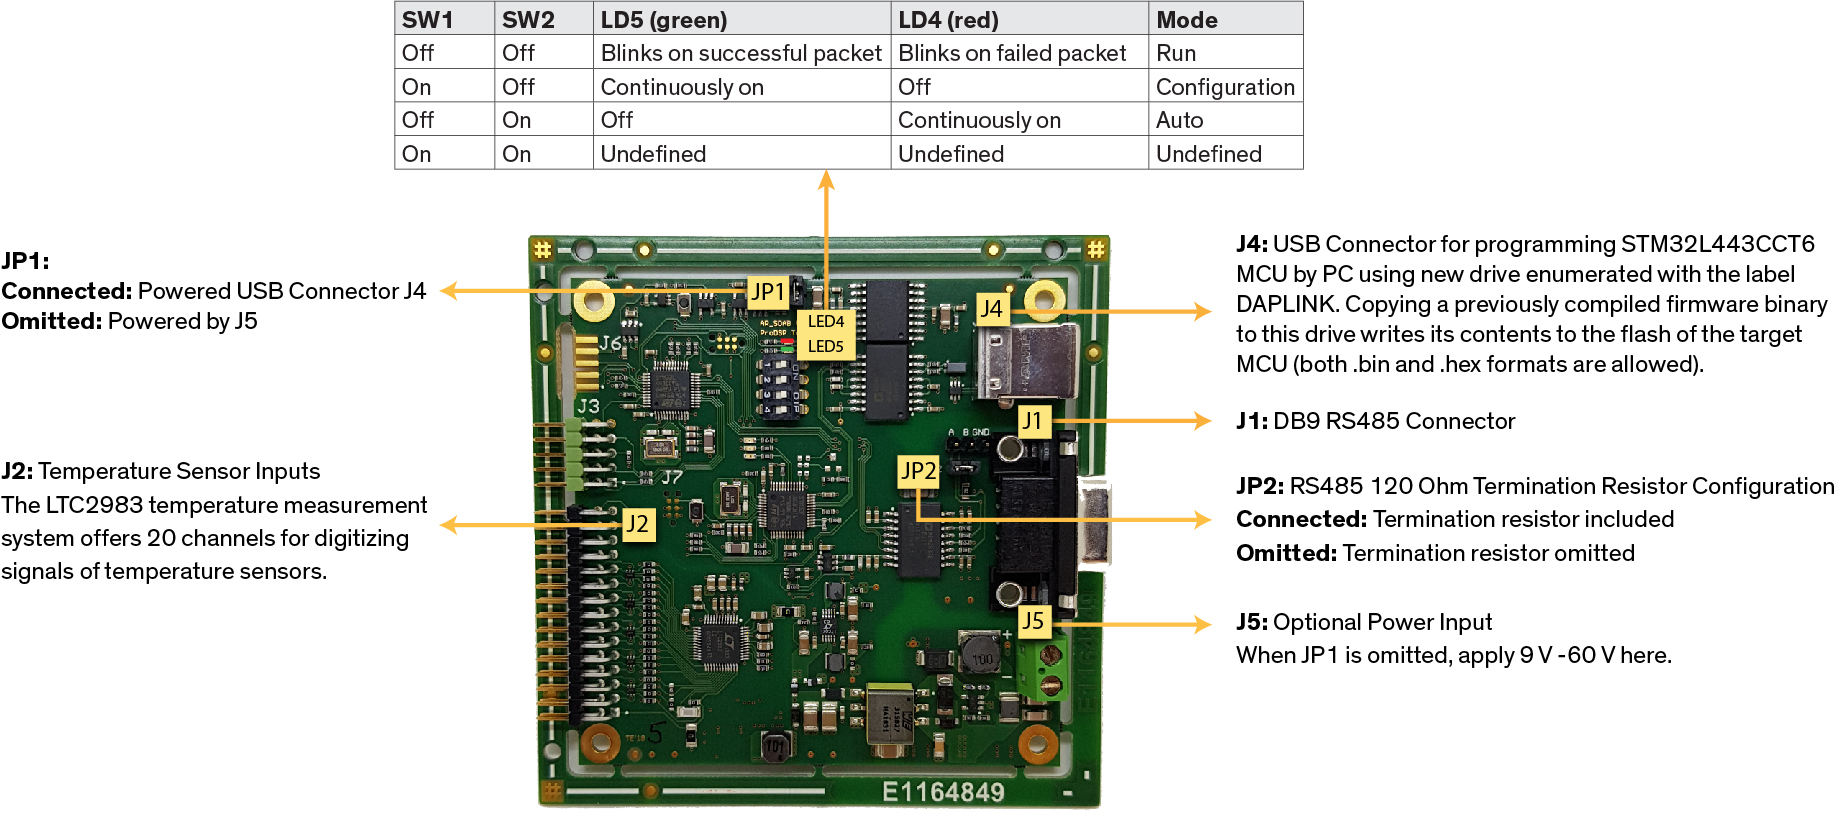 SW1 SW2 LD5 (green) LD4 (red) Mode
Off Off Blinks on successful packet Blinks on failed packet Run
On Off Continuously on Off Configuration
Off On Off Continuously on Auto
On On Undefined Undefined Undefined
JP1:
Connected: Powered USB Connector J4
Omitted: Powered by J5
J2: Temperature Sensor Inputs
The LTC2983 temperature measurement
system offers 20 channels for digitizing
signals of temperature sensors.
JP1
LED4
LED5
J4
J6
J3
J1
A B GND
JP2
J7
J2
J5
+
100
101
5
E1164849
J4: USB Connector for programming STM32L443CCT6
MCU by PC using new drive enumerated with the label
DAPLINK. Copying a previously compiled firmware binary
to this drive writes its contents to the flash of the target
MCU (both .bin and .hex formats are allowed).
J1: DB9 RS485 Connector
JP2: RS485 120 Ohm Termination Resistor Configuration
Connected: Termination resistor included
Omitted: Termination resistor omitted
J5: Optional Power Input
When JP1 is omitted, apply 9 V -60 V here.